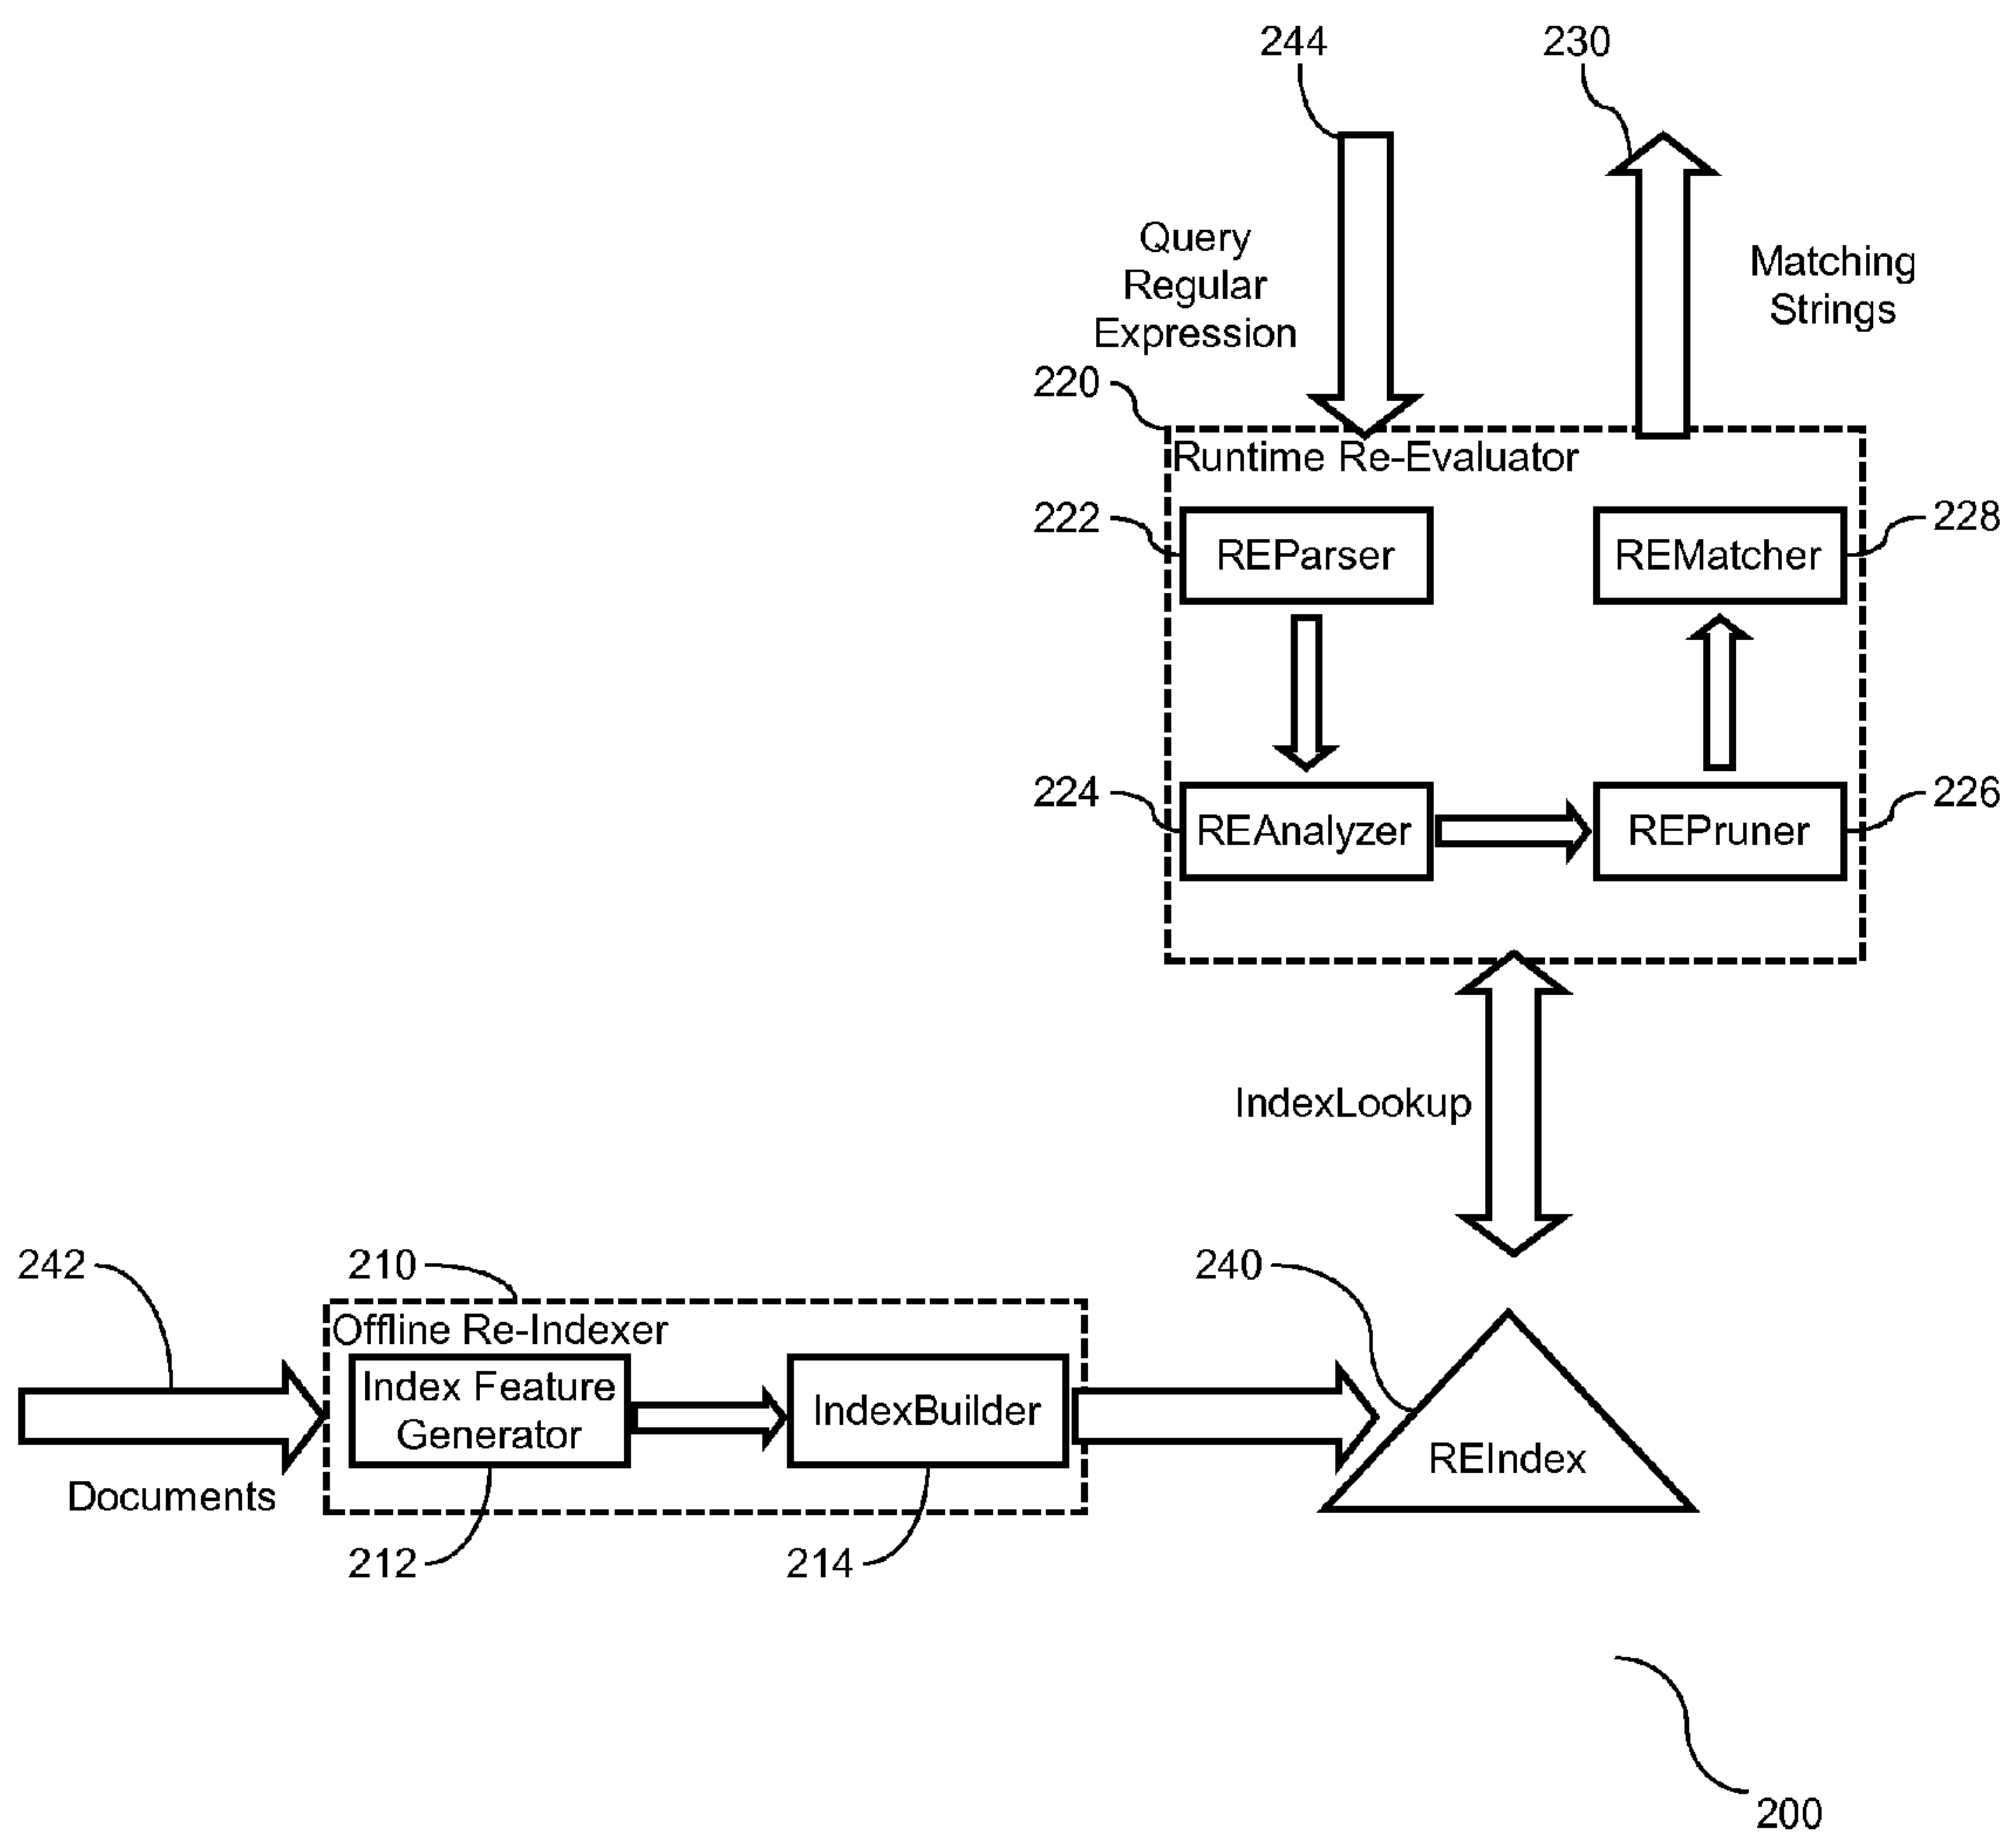 244
230
Query
Regular
Expression
Matching
Strings
220
Runtime Re-Evaluator
222
REParser
REMatcher
228
224
REAnalyzer
REPruner
226
IndexLookup
242
210
240
Offline Re-Indexer
Index Feature
Generator
IndexBuilder
REIndex
Documents
212
214
200